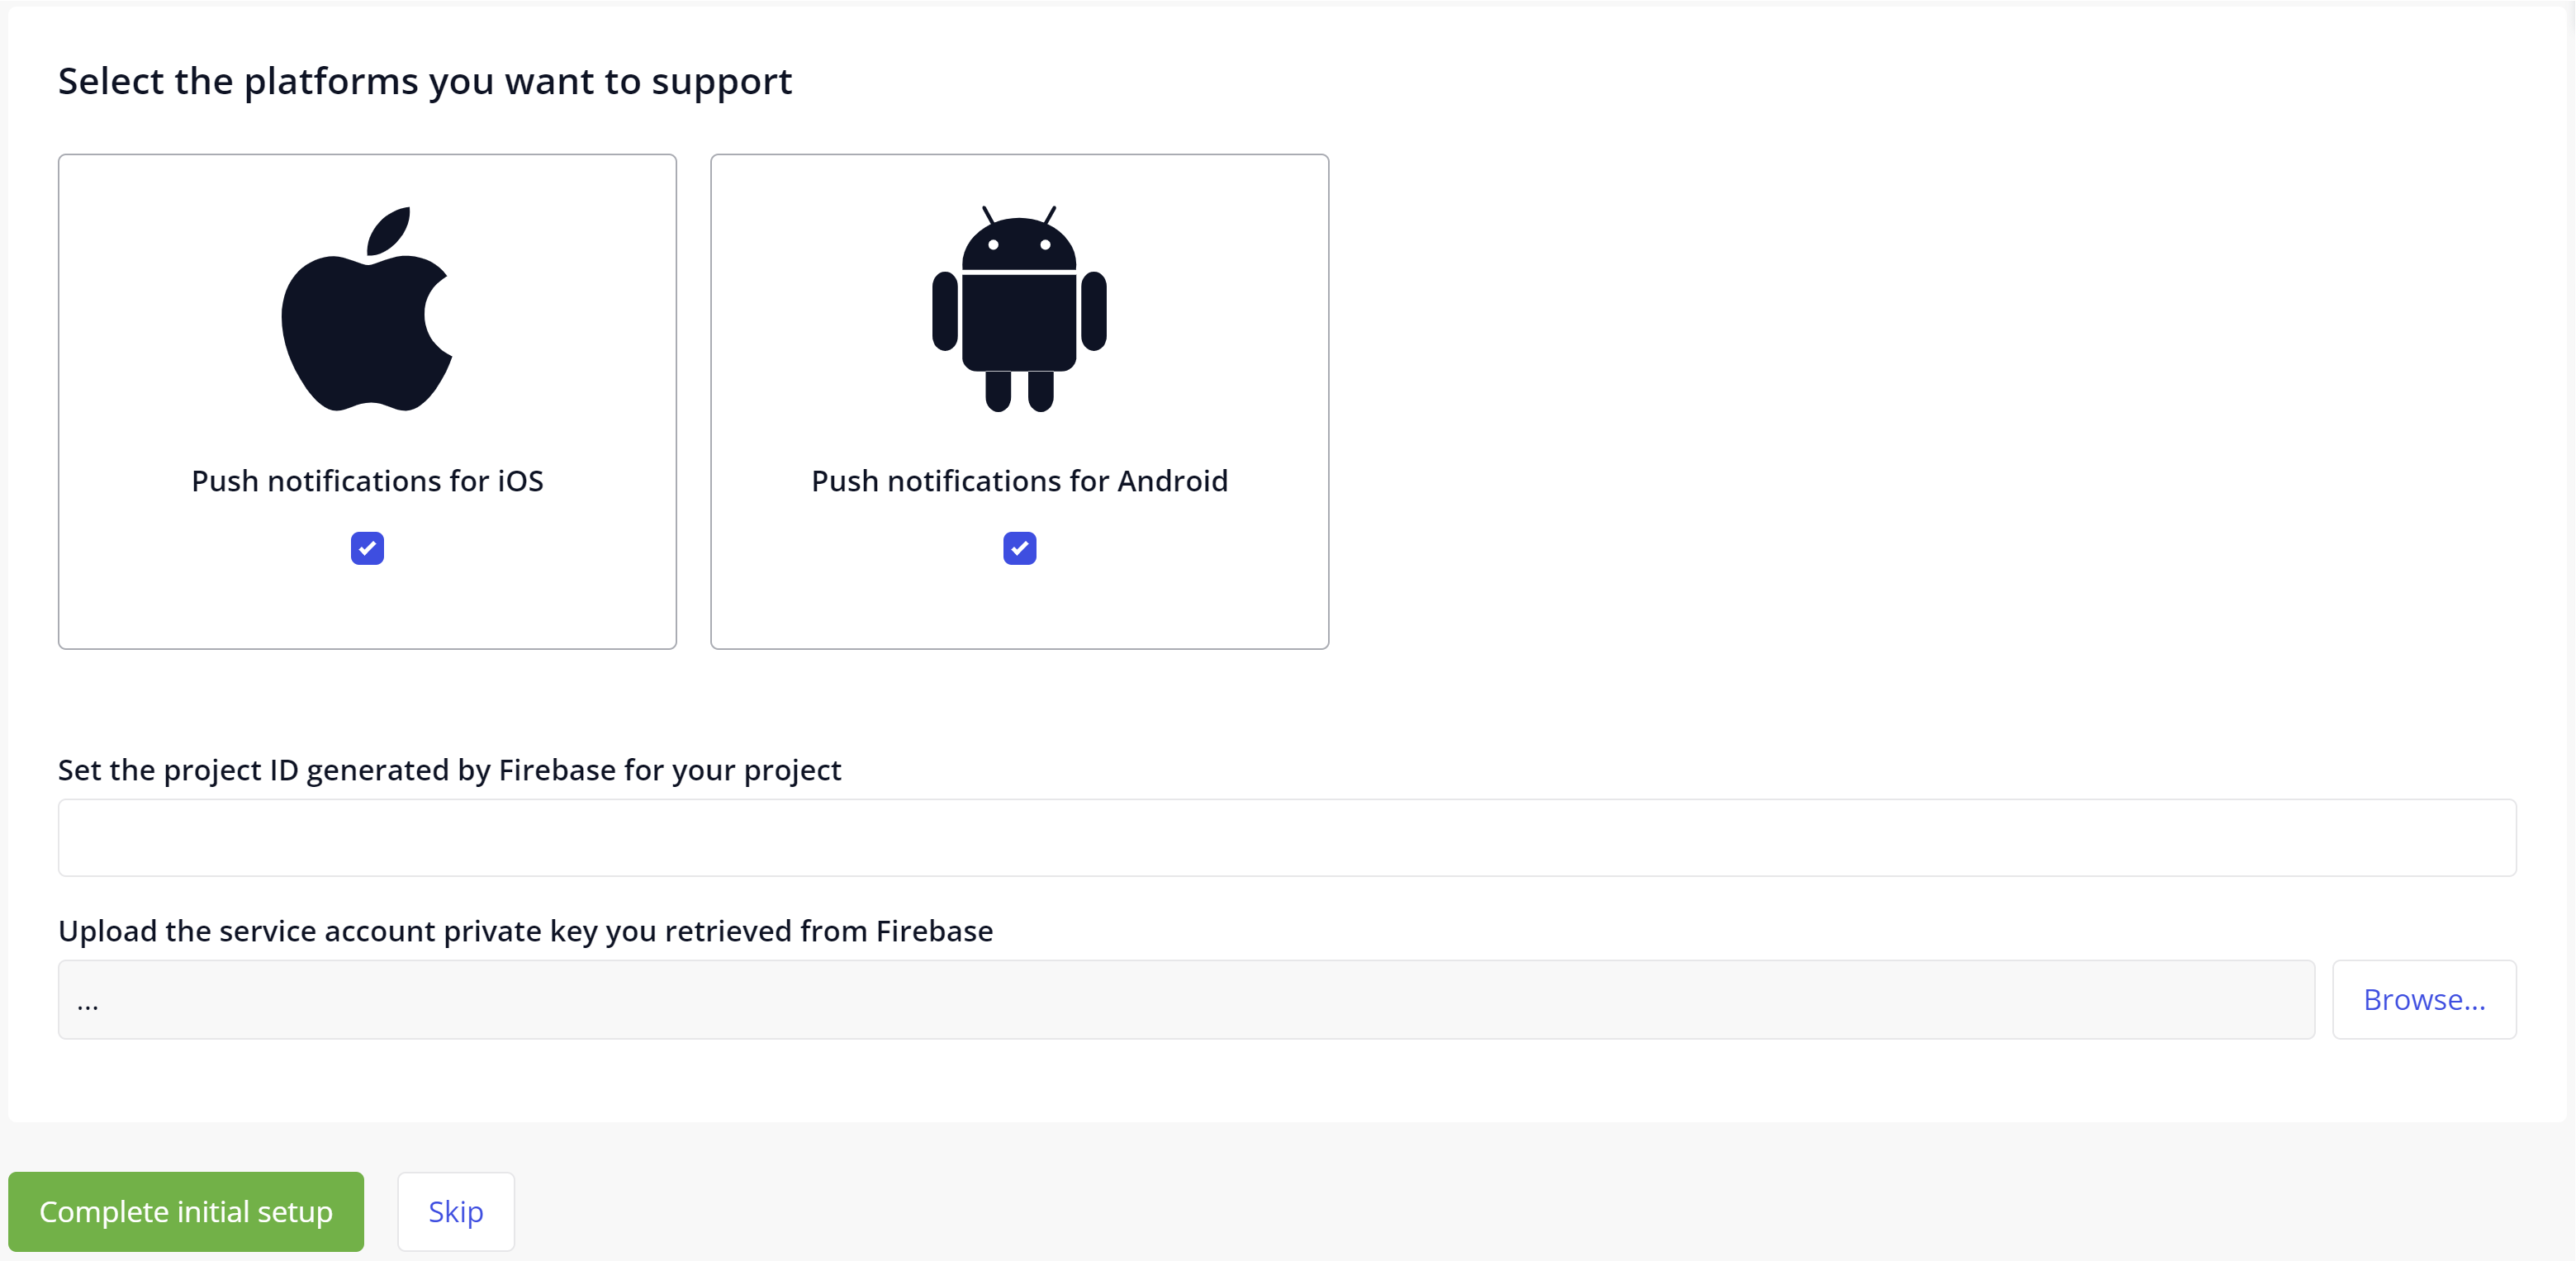 Select the platforms you want to support
Push notifications for iOS
Push notifications for Android
Set the project ID generated by Firebase for your project
Upload the service account private key you retrieved from Firebase
...
Browse...
Complete initial setup
Skip